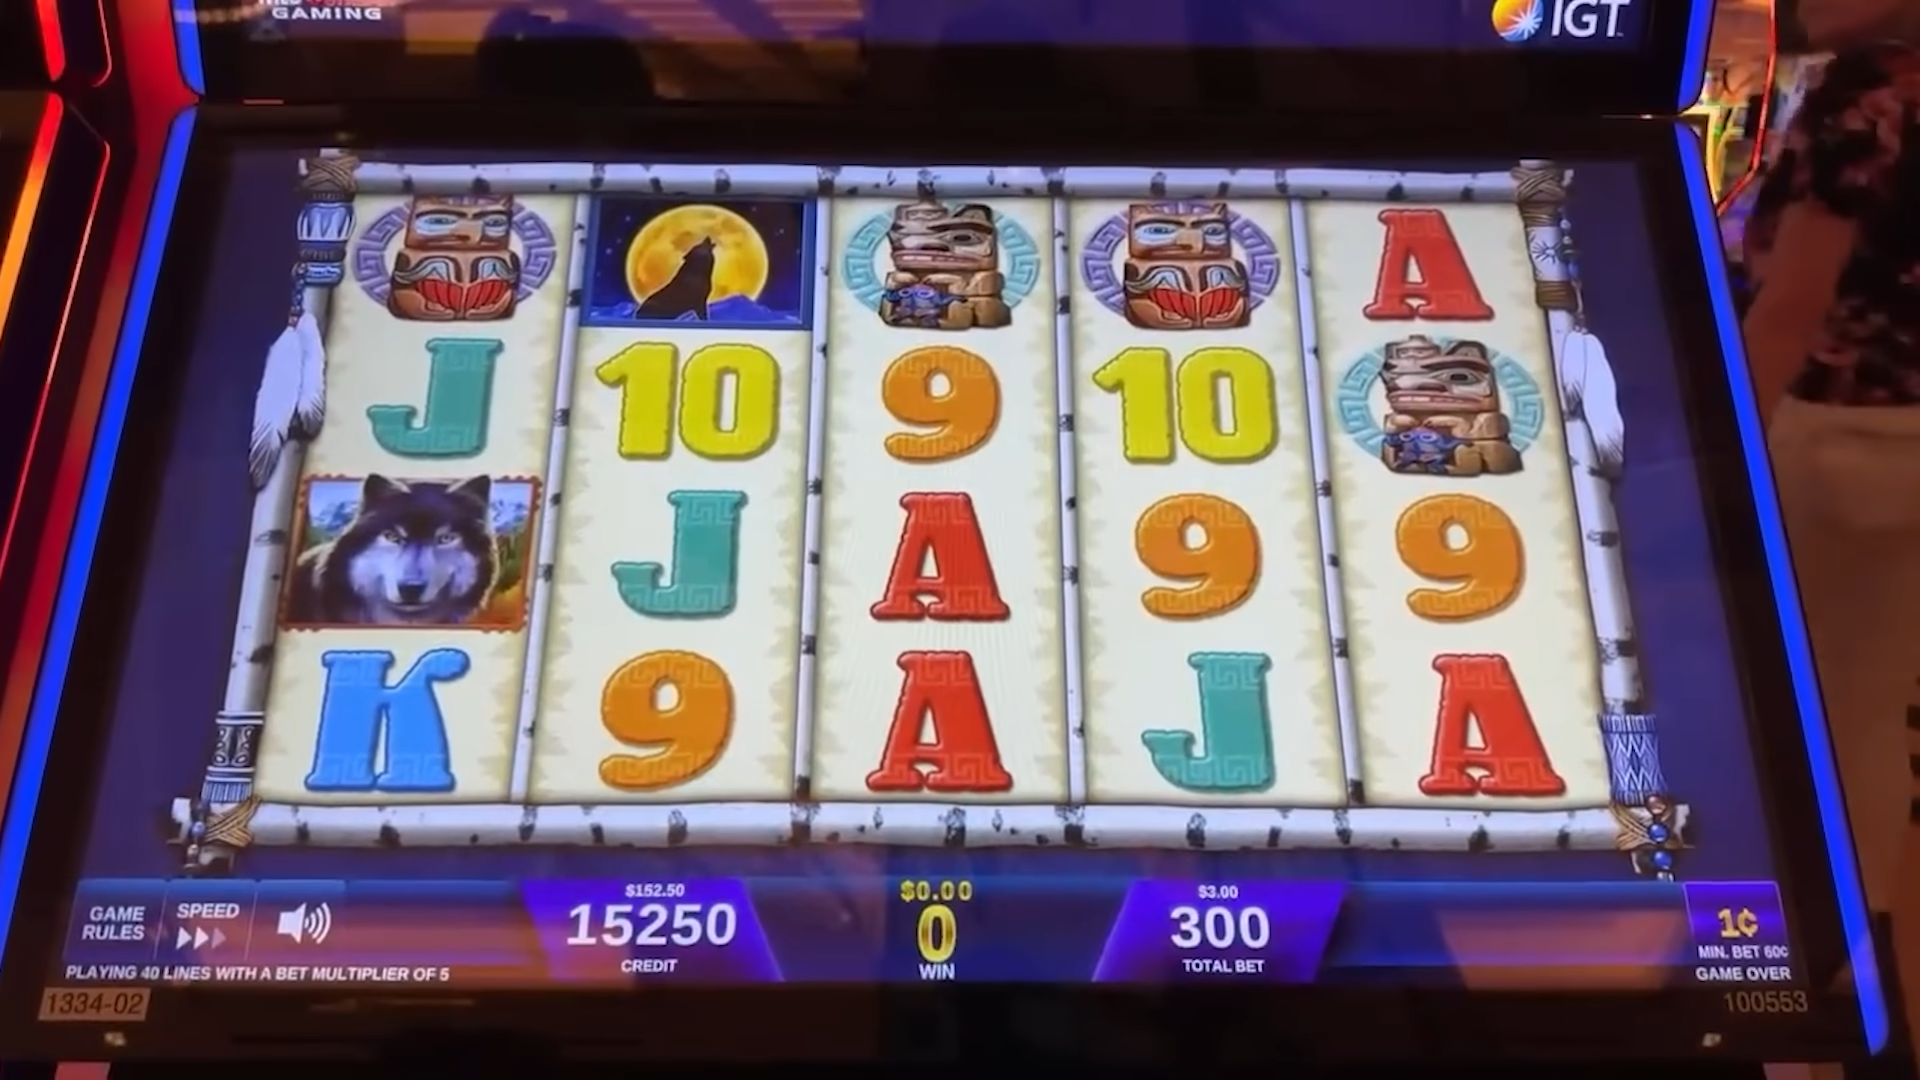 GAMING
IGT
A
J 10 9 10
J A 9 9
K 9 A J A
GAME
RULES
SPEED
$152.50
15250
CREDIT
$0.00
0
WIN
$3.00
300
TOTAL BET
1¢
MIN. BET 60¢
GAME OVER
PLAYING 40 LINES WITH A BET MULTIPLIER OF 5
1334-02
100553